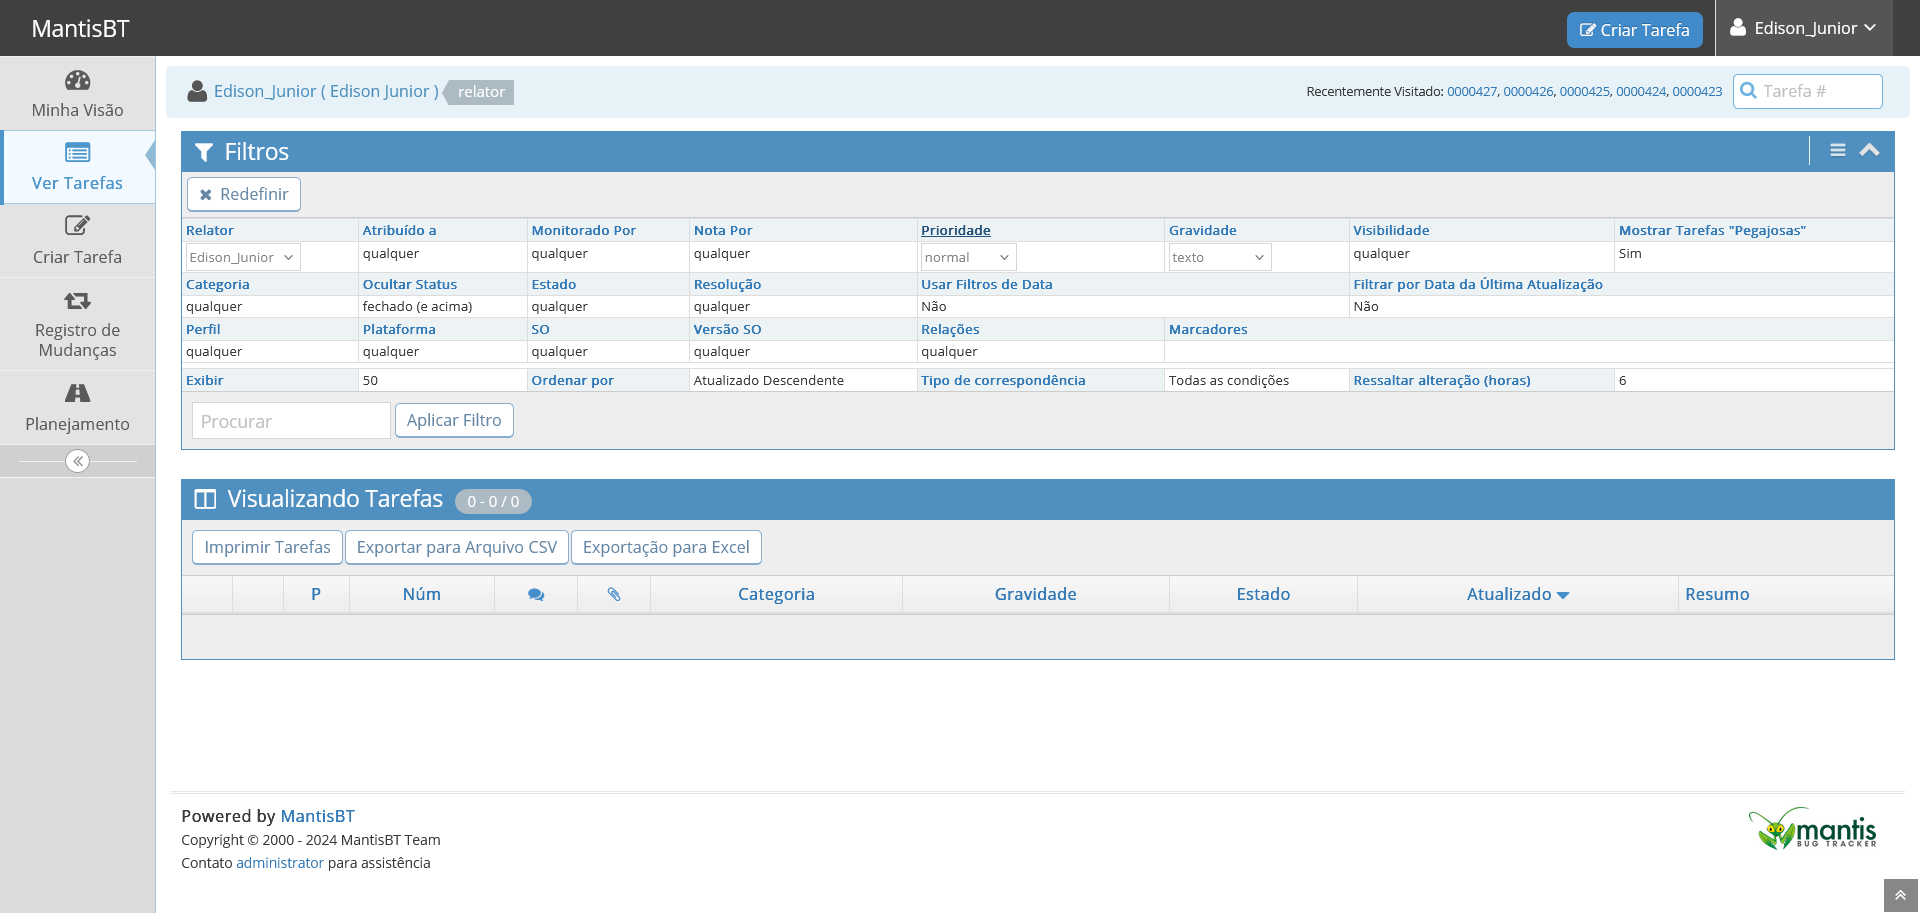 MantisBT
Criar Tarefa
Edison_Junior
Minha Visão
Ver Tarefas
Criar Tarefa
Registro de
Mudanças
Planejamento
Edison_Junior ( Edison Junior ) relator
Recentemente Visitado: 0000427, 0000426, 0000425, 0000424, 0000423
Tarefa #
Filtros
Redefinir
Relator Atribuído a Monitorado Por Nota Por Prioridade Gravidade Visibilidade Mostrar Tarefas "Pegajosas"
Edison_Junior qualquer qualquer qualquer normal texto qualquer Sim
Categoria Ocultar Status Estado Resolução Usar Filtros de Data Filtrar por Data da Última Atualização
qualquer fechado (e acima) qualquer qualquer Não Não
Perfil Plataforma SO Versão SO Relações Marcadores
qualquer qualquer qualquer qualquer qualquer
Exibir 50 Ordenar por Atualizado Descendente Tipo de correspondência Todas as condições Ressaltar alteração (horas) 6
Procurar Aplicar Filtro
Visualizando Tarefas 0 - 0 / 0
Imprimir Tarefas Exportar para Arquivo CSV Exportação para Excel
P Núm Categoria Gravidade Estado Atualizado Resumo
Powered by MantisBT
Copyright © 2000 - 2024 MantisBT Team
Contato administrator para assistência
mantis
BUG TRACKER